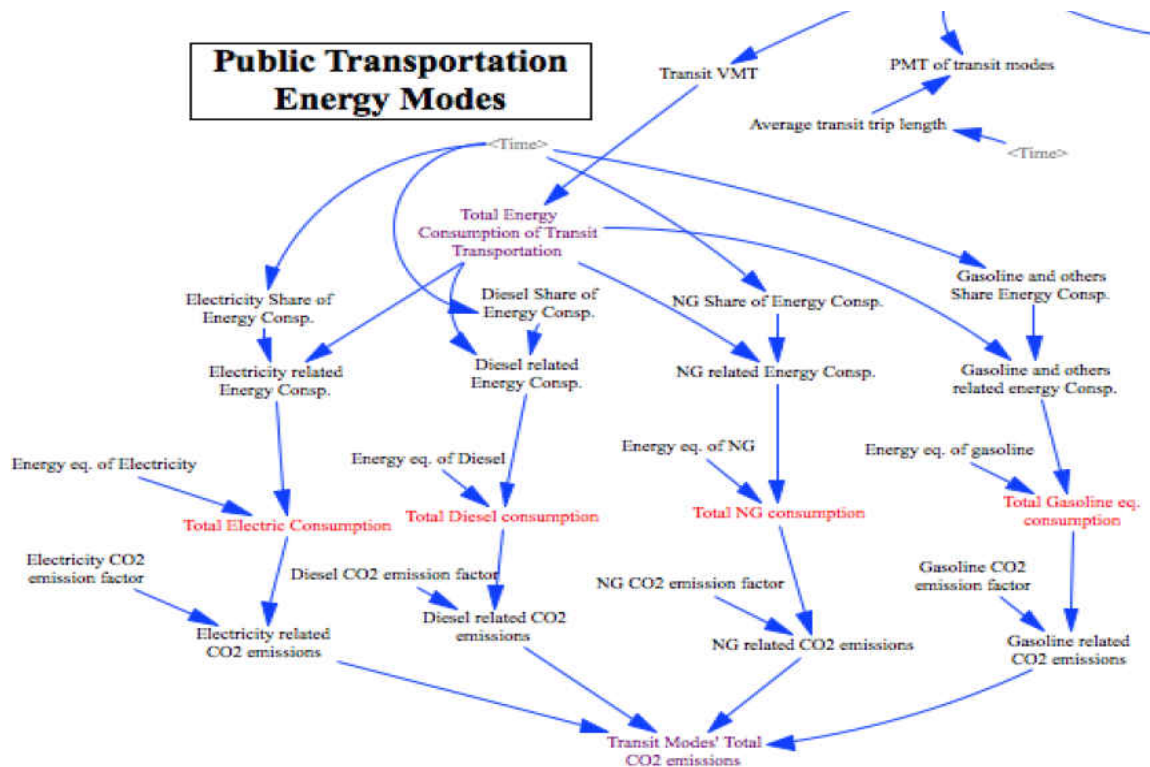 Public Transportation
Energy Modes
Transit VMT
PMT of transit modes
Average transit trip length
<Time>
<Time>
Total Energy
Consumption of Transit
Transportation
Electricity Share of
Energy Consp.
Diesel Share of
Energy Consp.
NG Share of Energy Consp.
Gasoline and others
Share Energy Consp.
Electricity related
Energy Consp.
Diesel related
Energy Consp.
NG related Energy Consp.
Gasoline and others
related energy Consp.
Energy eq. of Electricity
Energy eq. of Diesel
Energy eq. of NG
Energy eq. of gasoline
Total Electric Consumption
Total Diesel consumption
Total NG consumption
Total Gasoline eq.
consumption
Electricity CO2
emission factor
Diesel CO2 emission factor
NG CO2 emission factor
Gasoline CO2
emission factor
Electricity related
CO2 emissions
Diesel related CO2
emissions
NG related CO2 emissions
Gasoline related
CO2 emissions
Transit Modes' Total
CO2 emissions